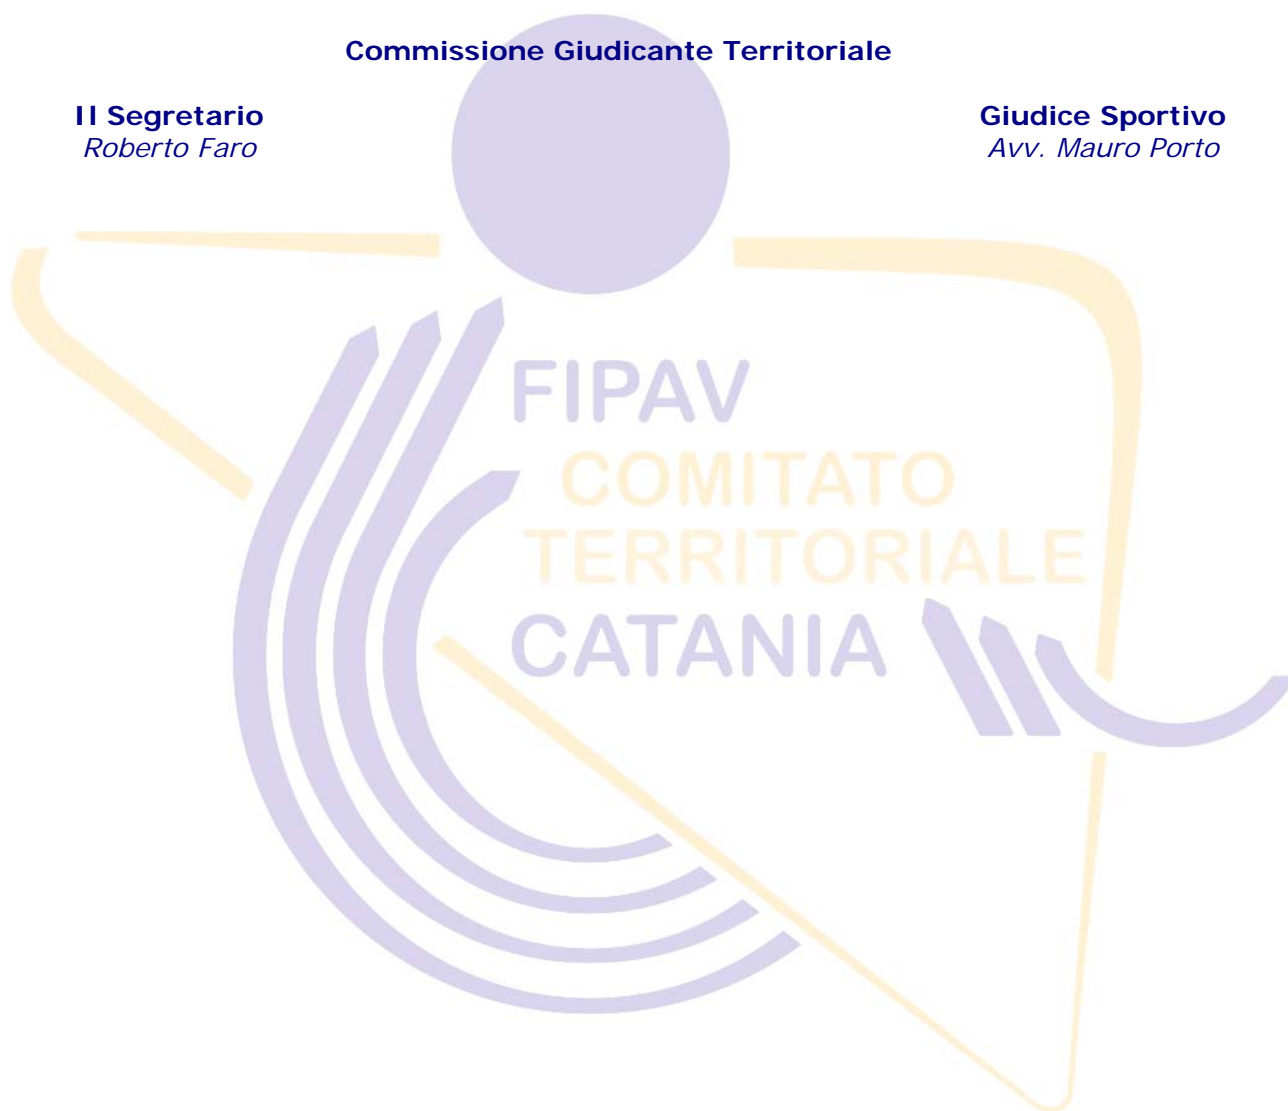 Commissione Giudicante Territoriale
Il Segretario
Giudice Sportivo
Roberto Faro
Avv. Mauro Porto
FIPAV
COMITATO
TERRITORIALE
CATANIA